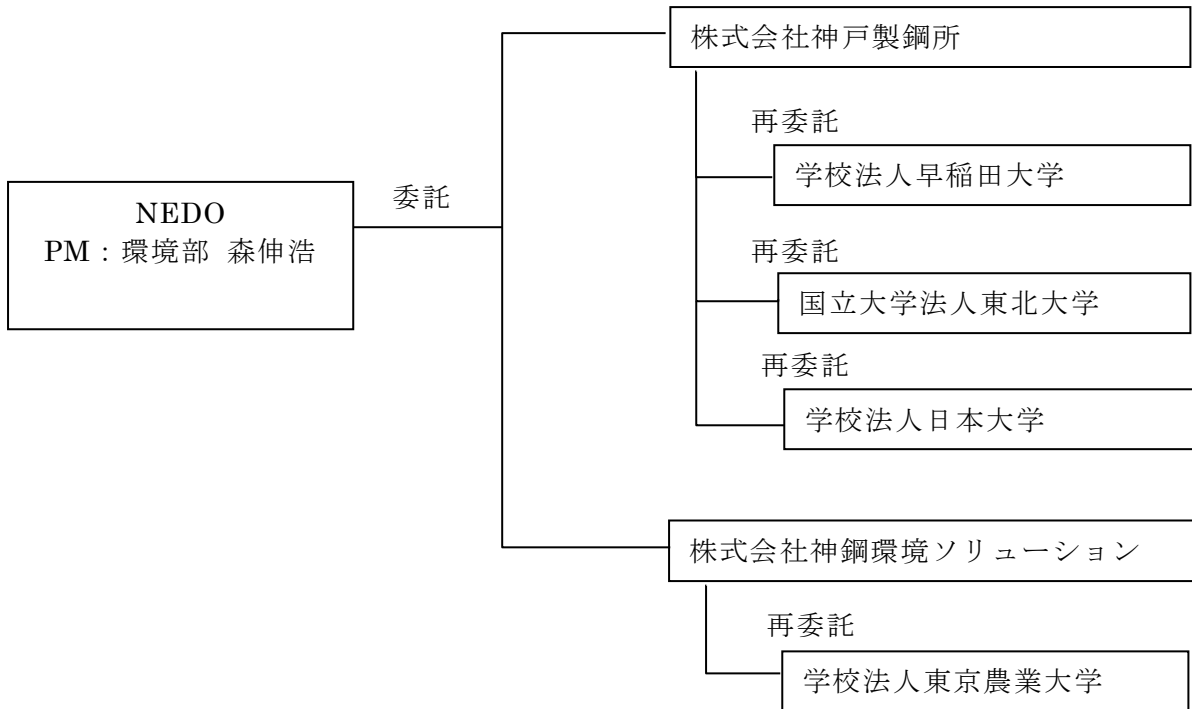 株式会社神戸製鋼所
再委託
学校法人早稲田大学
NEDO
PM：環境部 森伸浩
委託
再委託
国立大学法人東北大学
再委託
学校法人日本大学
株式会社神鋼環境ソリューション
再委託
学校法人東京農業大学